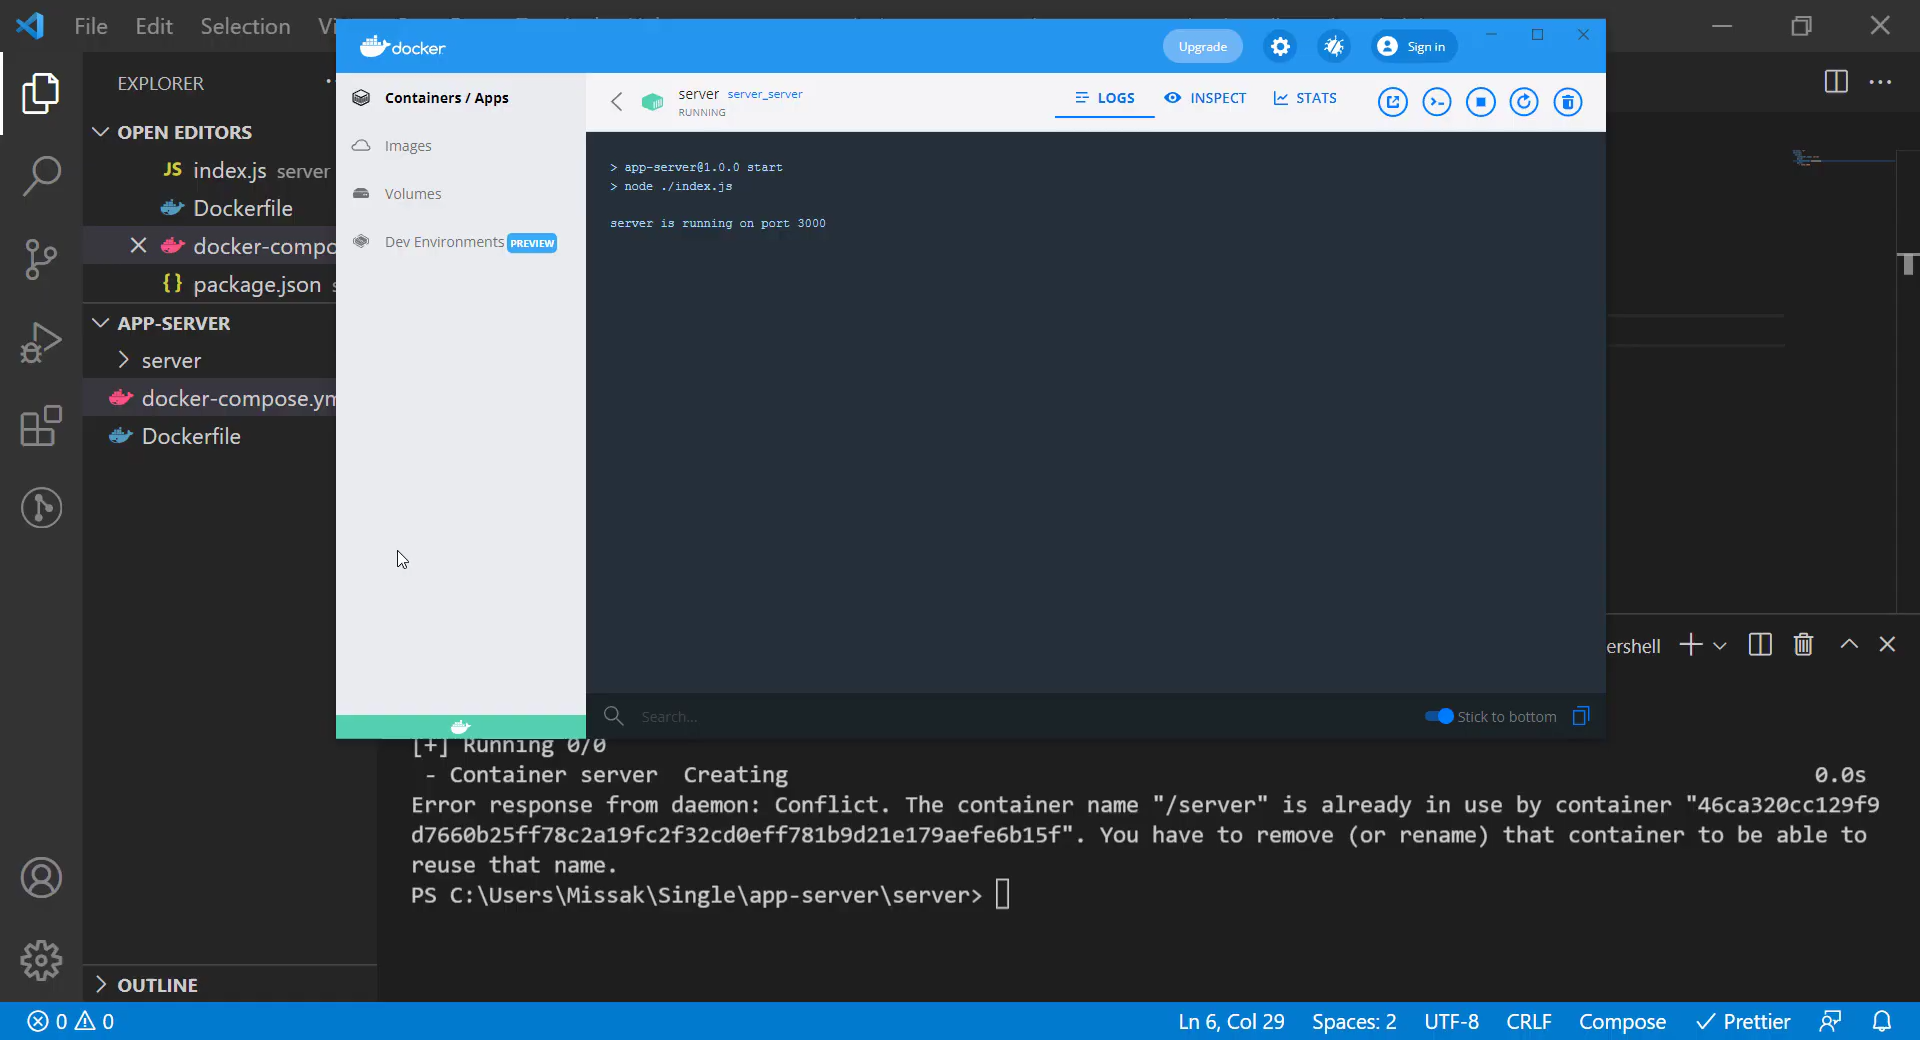 File Edit Selection
docker
Upgrade
Sign in
EXPLORER
OPEN EDITORS
index.js server
Dockerfile
docker-compo
package.json
APP-SERVER
server
docker-compose.ym
Dockerfile
OUTLINE
Containers / Apps
Images
Volumes
Dev Environments PREVIEW
server server_server
RUNNING
LOGS INSPECT STATS
> app-server@1.0.0 start
> node ./index.js
server is running on port 3000
Search...
Stick to bottom
ershell
[+] Running 0/0
- Container server Creating 0.0s
Error response from daemon: Conflict. The container name "/server" is already in use by container "46ca320cc129f9
d7660b25ff78c2a19fc2f32cd0eff781b9d21e179aefe6b15f". You have to remove (or rename) that container to be able to
reuse that name.
PS C:\Users\Missak\Single\app-server\server>
0 0
Ln 6, Col 29 Spaces: 2 UTF-8 CRLF Compose Prettier